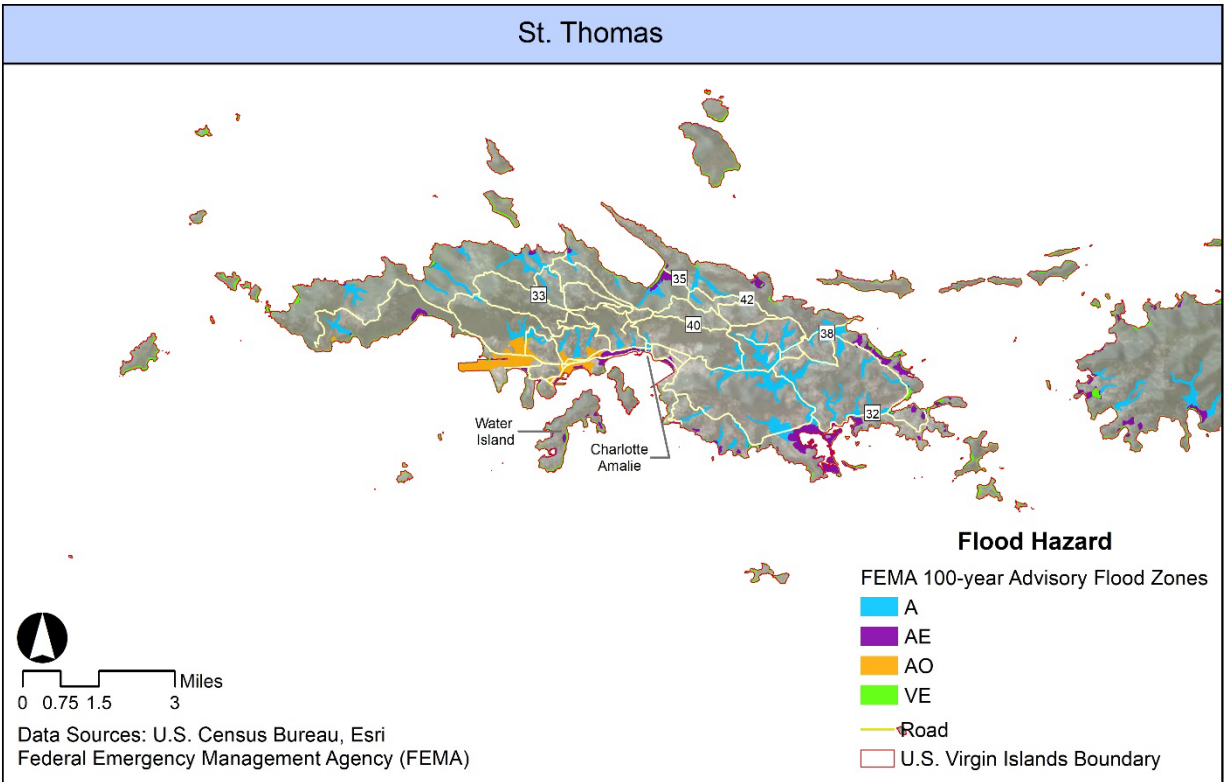 St. Thomas
35
33
42
40
38
32
Water
Island
Charlotte
Amalie
Flood Hazard
FEMA 100-year Advisory Flood Zones
A
AE
AO
VE
Road
U.S. Virgin Islands Boundary
Miles
0 0.75 1.5 3
Data Sources: U.S. Census Bureau, Esri
Federal Emergency Management Agency (FEMA)